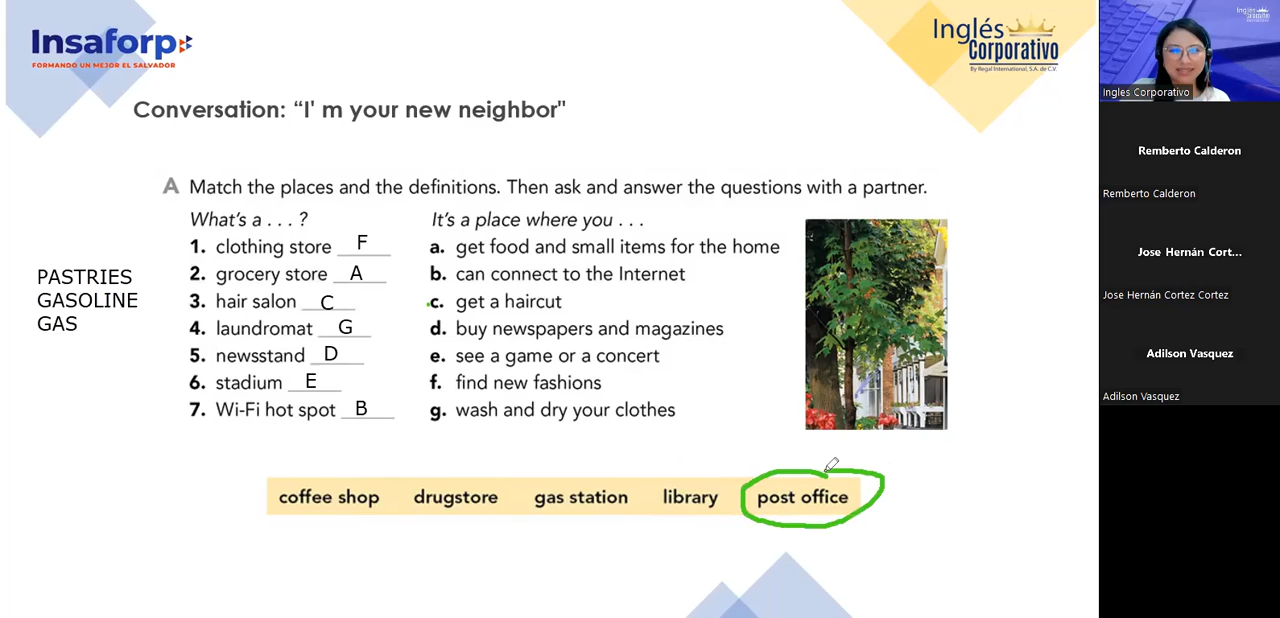 Insaforp
FORMANDO UN MEJOR EL SALVADOR
Inglés
Corporativo
By Regal International, S.A. de C.V.
Conversation: “I' m your new neighbor"
A Match the places and the definitions. Then ask and answer the questions with a partner.
What's a . . . ?
1. clothing store F
2. grocery store A
3. hair salon C
4. laundromat G
5. newsstand D
6. stadium E
7. Wi-Fi hot spot B
It's a place where you . . .
a. get food and small items for the home
b. can connect to the Internet
c. get a haircut
d. buy newspapers and magazines
e. see a game or a concert
f. find new fashions
g. wash and dry your clothes
PASTRIES
GASOLINE
GAS
coffee shop drugstore gas station library post office
Inglés
Ingles Corporativo
Remberto Calderon
Remberto Calderon
Jose Hernán Cort...
Jose Hernán Cortez Cortez
Adilson Vasquez
Adilson Vasquez